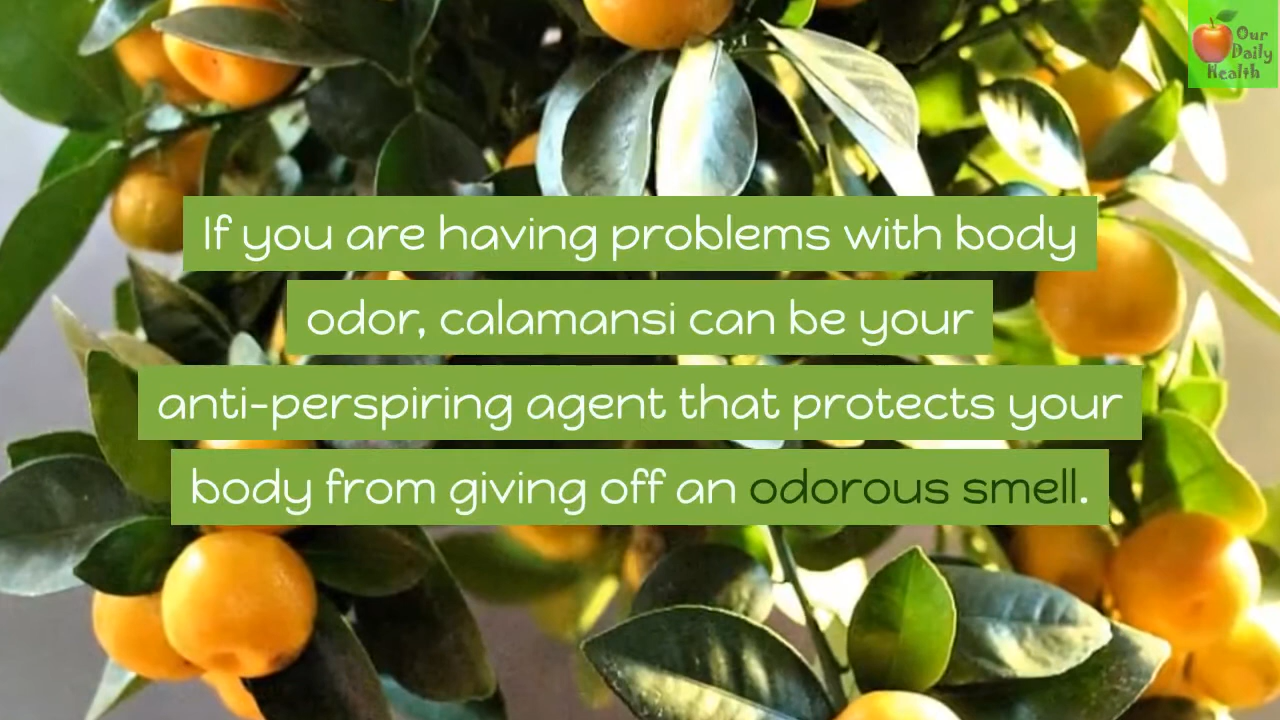 Our
Daily
Health
If you are having problems with body
odor, calamansi can be your
anti-perspiring agent that protects your
body from giving off an odorous smell.